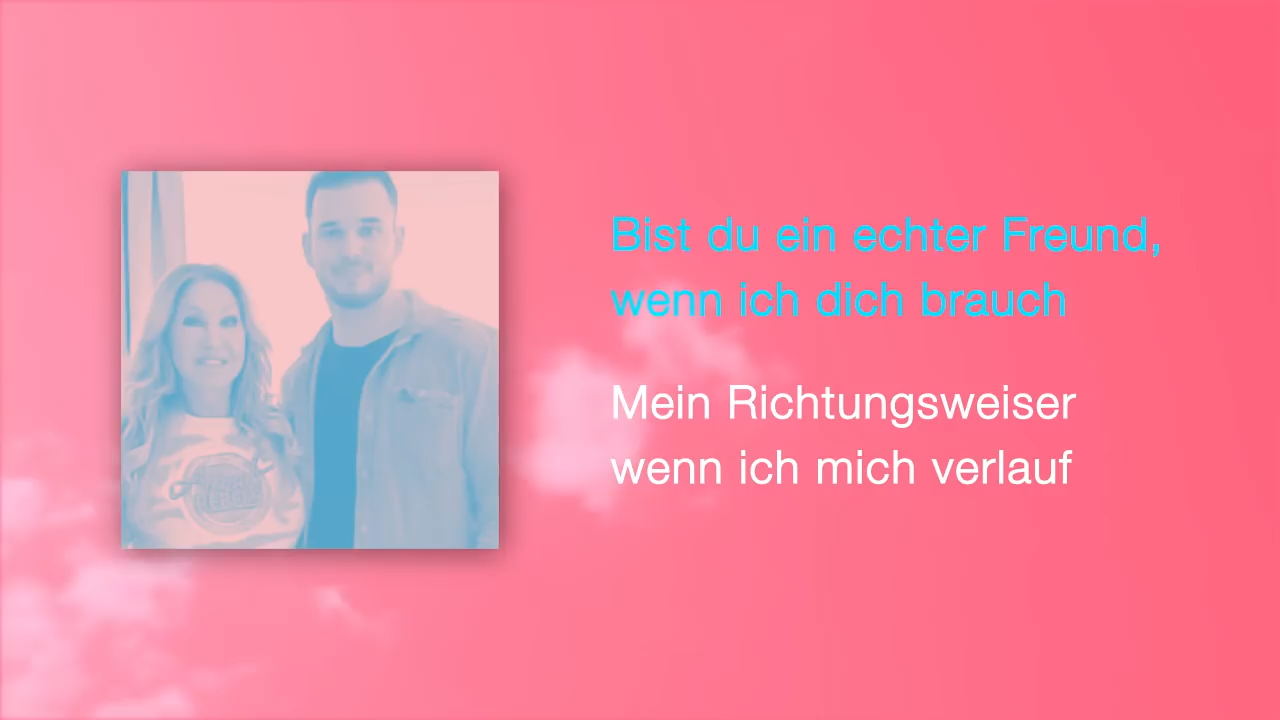 Bist du ein echter Freund,
wenn ich dich brauch
Mein Richtungsweiser
wenn ich mich verlauf